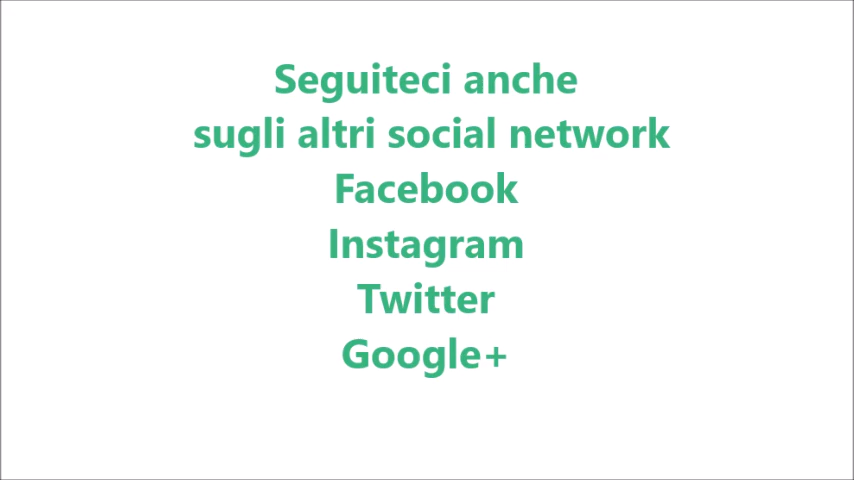 Seguiteci anche
sugli altri social network
Facebook
Instagram
Twitter
Google+